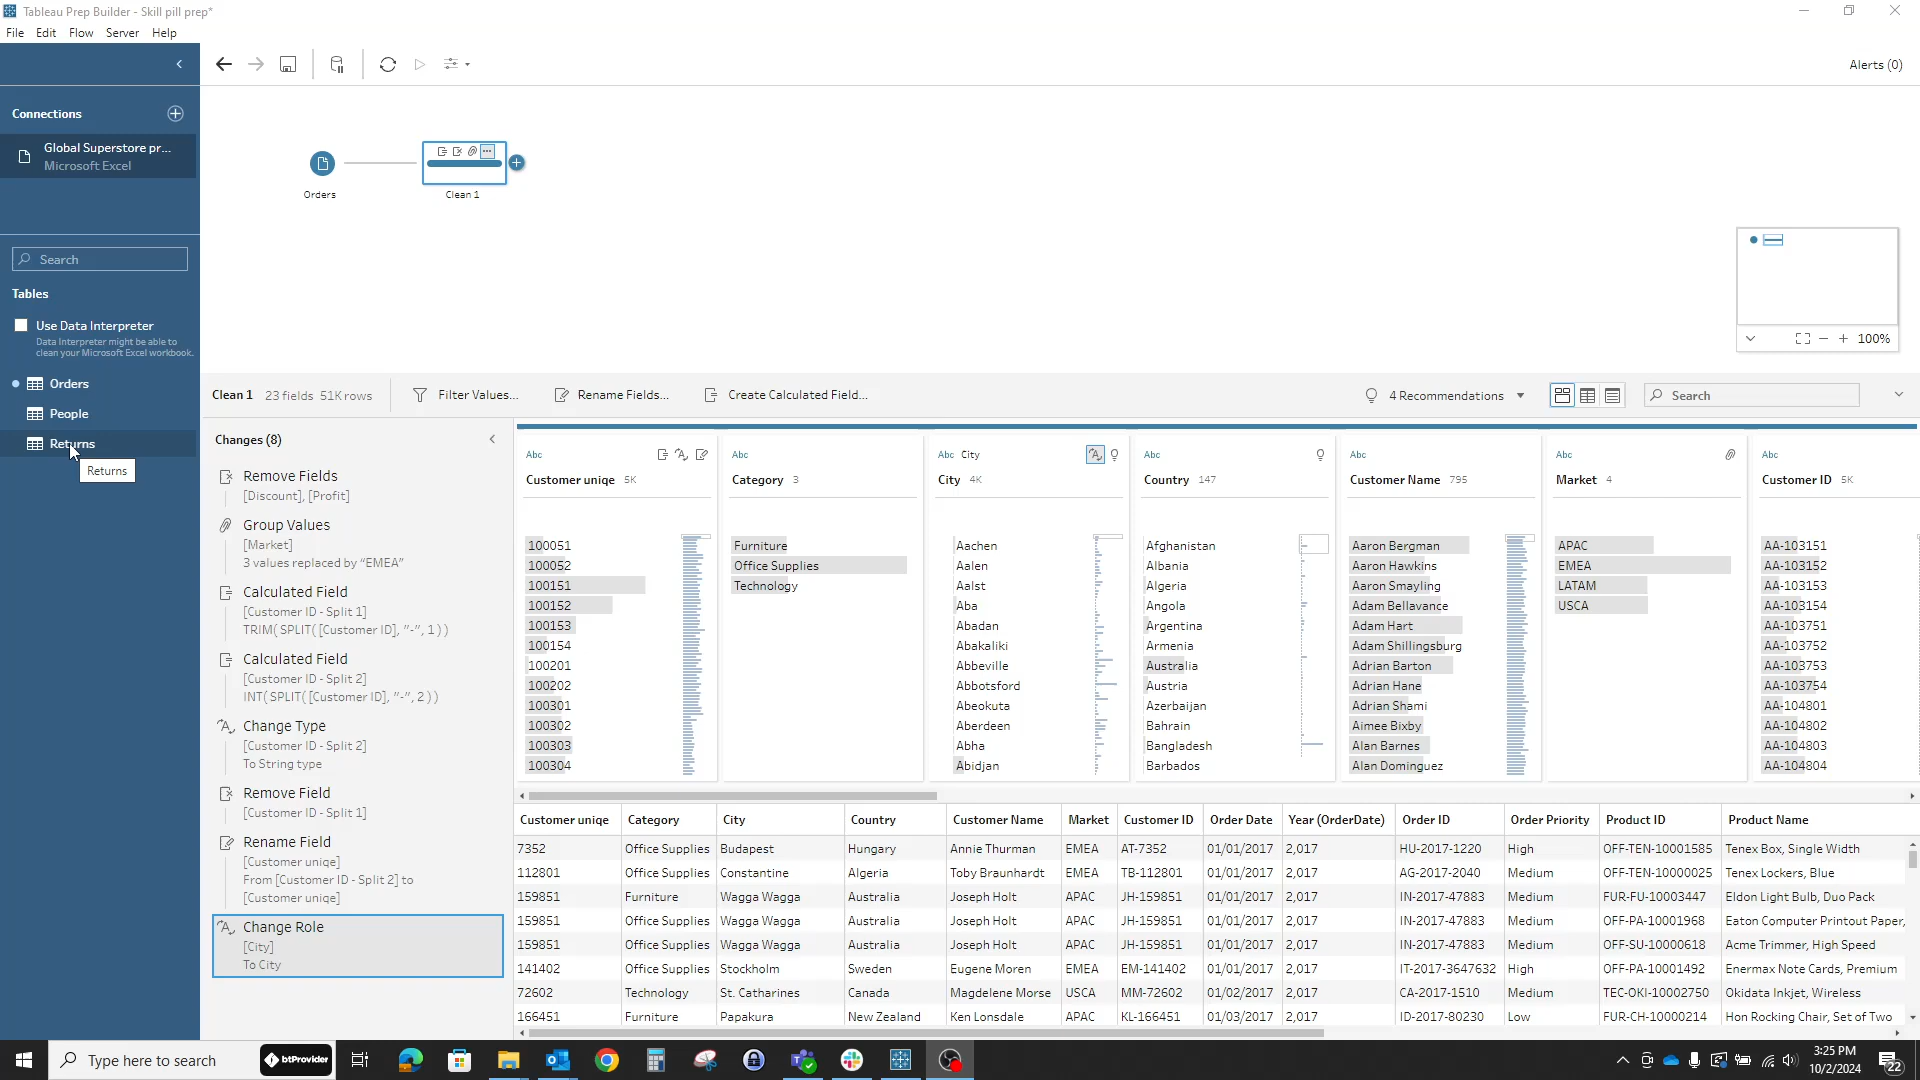 Tableau Prep Builder - Skill pill prep*
File Edit Flow Server Help
Alerts (0)
Connections
Global Superstore pr...
Microsoft Excel
Search
Tables
Use Data Interpreter
Data Interpreter might be able to
clean your Microsoft Excel workbook.
Orders
People
Returns
Returns
Orders
Clean 1
100%
Clean 1 23 fields 51K rows Filter Values... Rename Fields... Create Calculated Field... 4 Recommendations Search
Changes (8)
Remove Fields
[Discount], [Profit]
Group Values
[Market]
3 values replaced by “EMEA”
Calculated Field
[Customer ID - Split 1]
TRIM( SPLIT( [Customer ID], "-", 1 ) )
Calculated Field
[Customer ID - Split 2]
INT( SPLIT( [Customer ID], "-", 2 ) )
Change Type
[Customer ID - Split 2]
To String type
Remove Field
[Customer ID - Split 1]
Rename Field
[Customer uniqe]
From [Customer ID - Split 2] to
[Customer uniqe]
Change Role
[City]
To City
Abc
Customer uniqe 5K
100051
100052
100151
100152
100153
100154
100201
100202
100301
100302
100303
100304
Abc
Category 3
Furniture
Office Supplies
Technology
Abc City
City 4K
Aachen
Aalen
Aalst
Aba
Abadan
Abakaliki
Abbeville
Abbotsford
Abeokuta
Aberdeen
Abha
Abidjan
Abc
Country 147
Afghanistan
Albania
Algeria
Angola
Argentina
Armenia
Australia
Austria
Azerbaijan
Bahrain
Bangladesh
Barbados
Abc
Customer Name 795
Aaron Bergman
Aaron Hawkins
Aaron Smayling
Adam Bellavance
Adam Hart
Adam Shillingsburg
Adrian Barton
Adrian Hane
Adrian Shami
Aimee Bixby
Alan Barnes
Alan Dominguez
Abc
Market 4
APAC
EMEA
LATAM
USCA
Abc
Customer ID 5K
AA-103151
AA-103152
AA-103153
AA-103154
AA-103751
AA-103752
AA-103753
AA-103754
AA-104801
AA-104802
AA-104803
AA-104804
Customer uniqe Category City Country Customer Name Market Customer ID Order Date Year (OrderDate) Order ID Order Priority Product ID Product Name
7352 Office Supplies Budapest Hungary Annie Thurman EMEA AT-7352 01/01/2017 2,017 HU-2017-1220 High OFF-TEN-10001585 Tenex Box, Single Width
112801 Office Supplies Constantine Algeria Toby Braunhardt EMEA TB-112801 01/01/2017 2,017 AG-2017-2040 Medium OFF-TEN-10000025 Tenex Lockers, Blue
159851 Furniture Wagga Wagga Australia Joseph Holt APAC JH-159851 01/01/2017 2,017 IN-2017-47883 Medium FUR-FU-10003447 Eldon Light Bulb, Duo Pack
159851 Office Supplies Wagga Wagga Australia Joseph Holt APAC JH-159851 01/01/2017 2,017 IN-2017-47883 Medium OFF-PA-10001968 Eaton Computer Printout Paper,
159851 Office Supplies Wagga Wagga Australia Joseph Holt APAC JH-159851 01/01/2017 2,017 IN-2017-47883 Medium OFF-SU-10000618 Acme Trimmer, High Speed
141402 Office Supplies Stockholm Sweden Eugene Moren EMEA EM-141402 01/01/2017 2,017 IT-2017-3647632 High OFF-PA-10001492 Enermax Note Cards, Premium
72602 Technology St. Catharines Canada Magdelene Morse USCA MM-72602 01/02/2017 2,017 CA-2017-1510 Medium TEC-OKI-10002750 Okidata Inkjet, Wireless
166451 Furniture Papakura New Zealand Ken Lonsdale APAC KL-166451 01/03/2017 2,017 ID-2017-80230 Low FUR-CH-10000214 Hon Rocking Chair, Set of Two
Type here to search
btProvider
3:25 PM
10/2/2024
22